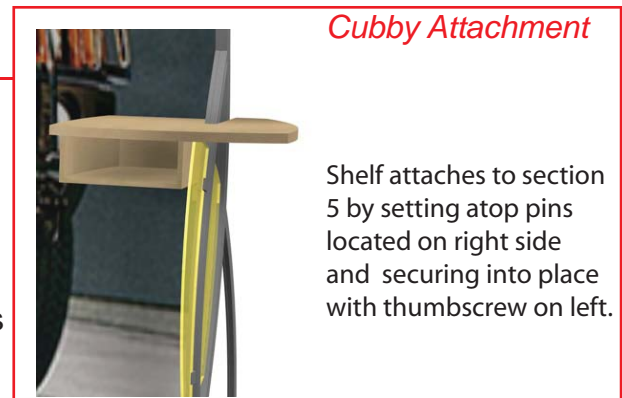 Cubby Attachment
Shelf attaches to section
5 by setting atop pins
located on right side
and securing into place
with thumbscrew on left.
s